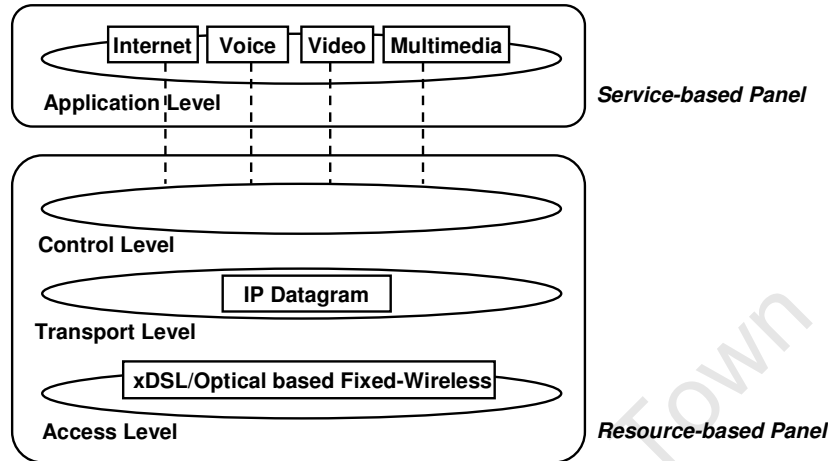 Internet Voice Video Multimedia
Application Level
Service-based Panel
Control Level
IP Datagram
Transport Level
xDSL/Optical based Fixed-Wireless
Access Level
Resource-based Panel
Town